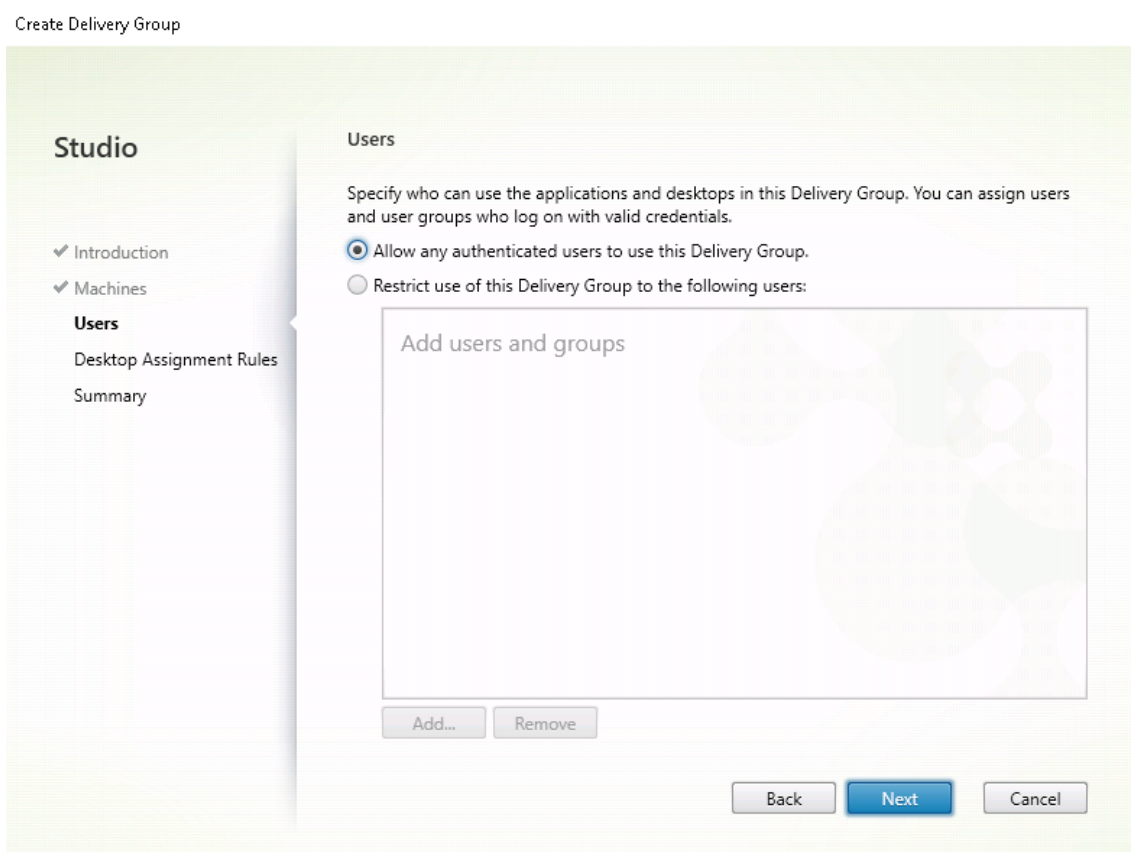 Create Delivery Group
Studio
Introduction
Machines
Users
Desktop Assignment Rules
Summary
Users
Specify who can use the applications and desktops in this Delivery Group. You can assign users
and user groups who log on with valid credentials.
Allow any authenticated users to use this Delivery Group.
Restrict use of this Delivery Group to the following users:
Add users and groups
Add...
Remove
Back
Next
Cancel